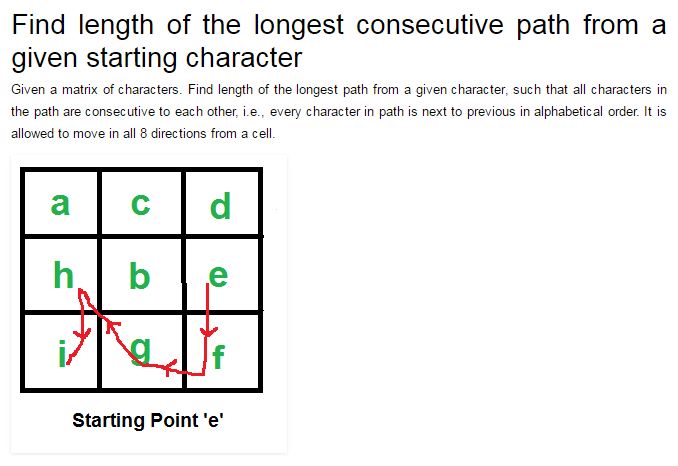 Find length of the longest consecutive path from a
given starting character
Given a matrix of characters. Find length of the longest path from a given character, such that all characters in
the path are consecutive to each other, i.e., every character in path is next to previous in alphabetical order. It is
allowed to move in all 8 directions from a cell.
a c d
h b e
i g f
Starting Point 'e'